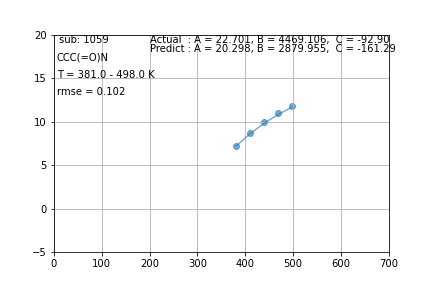 sub: 1059
Actual : A = 22.701, B = 4469.106, C = -92.90
Predict : A = 20.298, B = 2879.955, C = -161.29
CCC(=O)N
T = 381.0 - 498.0 K
rmse = 0.102
20
15
10
5
0
−5
0 100 200 300 400 500 600 700